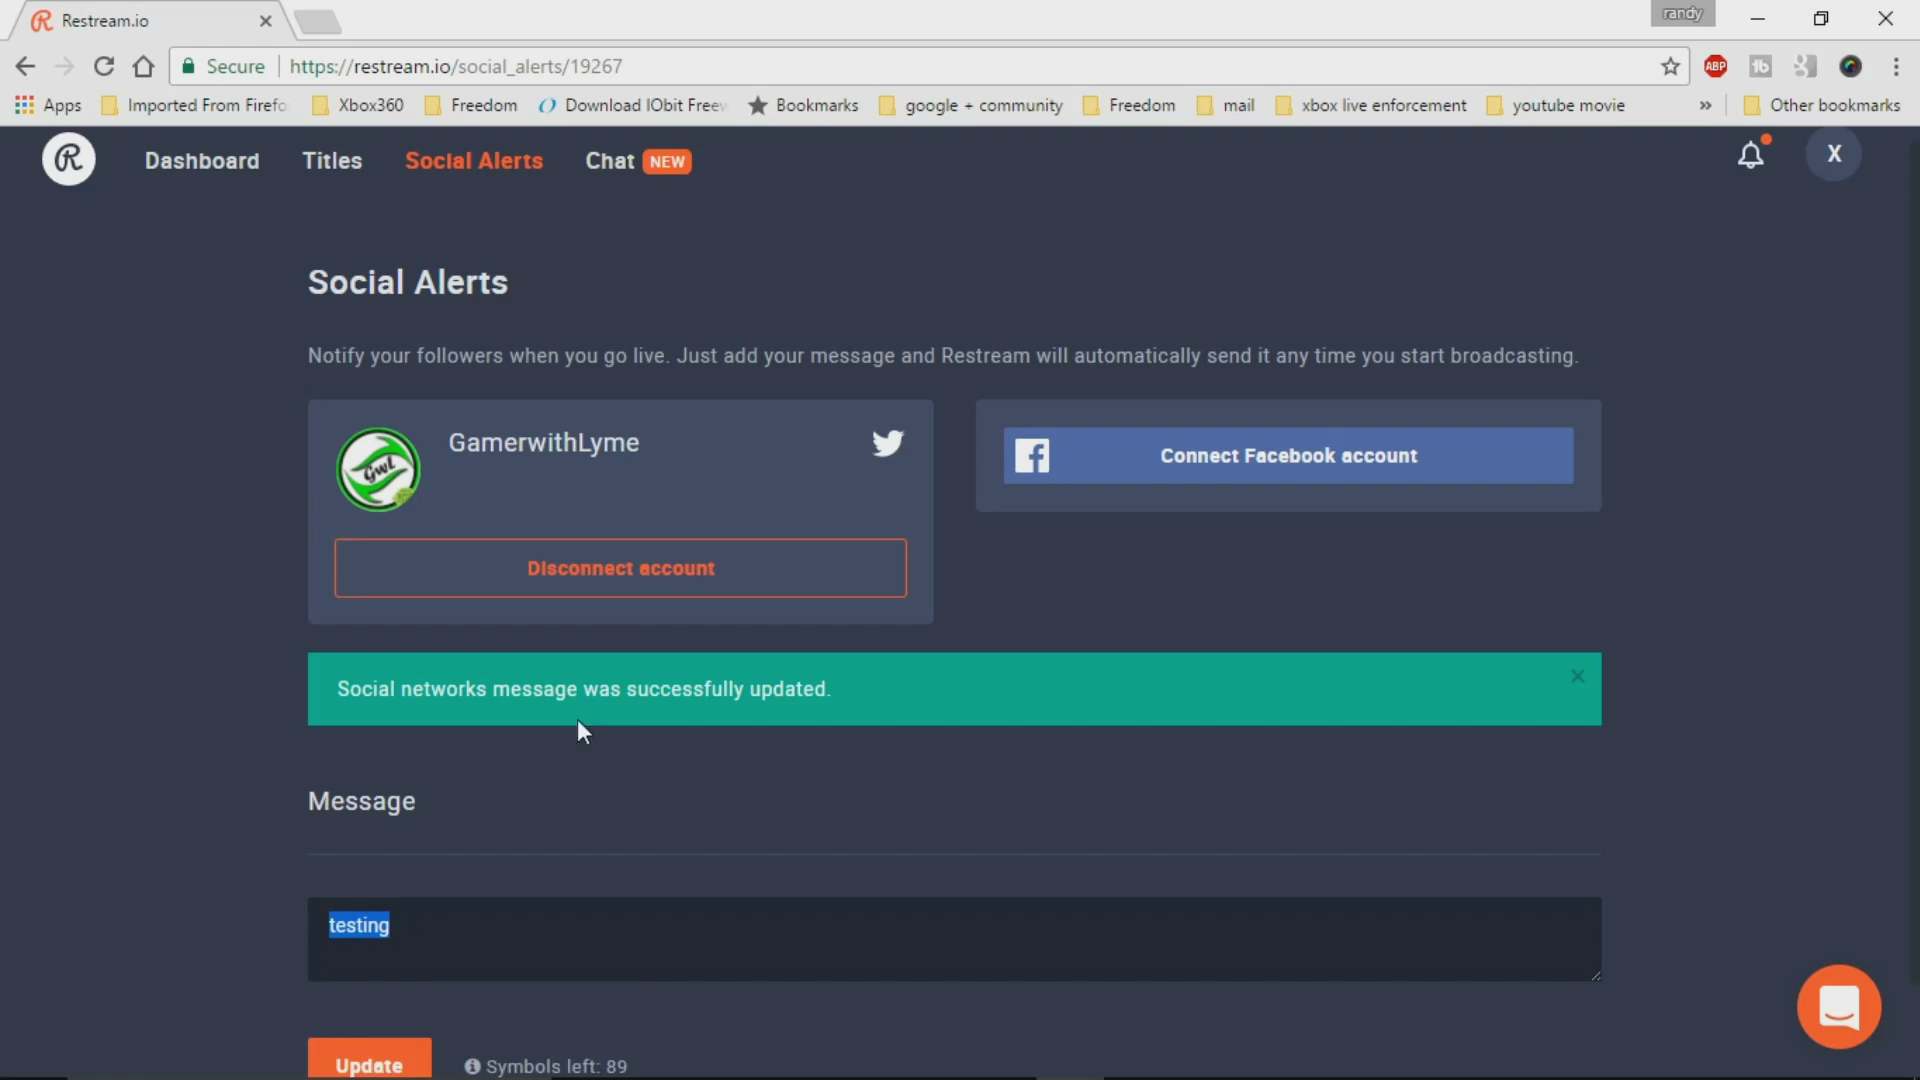 Restream.io
randy
Secure
https://restream.io/social_alerts/19267
ABP
Apps
Imported From Firefo
Xbox360
Freedom
Download IObit Freew
Bookmarks
google + community
Freedom
mail
xbox live enforcement
youtube movie
»
Other bookmarks
R
Dashboard
Titles
Social Alerts
Chat NEW
X
Social Alerts
Notify your followers when you go live. Just add your message and Restream will automatically send it any time you start broadcasting.
GwL
GamerwithLyme
Disconnect account
Connect Facebook account
Social networks message was successfully updated.
Message
testing
Update
Symbols left: 89